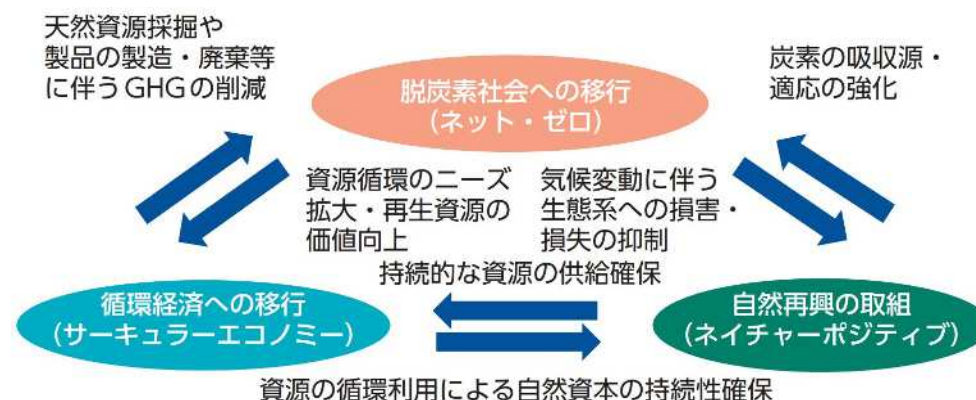 天然資源採掘や
製品の製造・廃棄等
に伴うGHGの削減
炭素の吸収源・
適応の強化
脱炭素社会への移行
(ネット・ゼロ)
資源循環のニーズ
拡大・再生資源の
価値向上
気候変動に伴う
生態系への損害・
損失の抑制
持続的な資源の供給確保
循環経済への移行
(サーキュラーエコノミー)
自然再興の取組
(ネイチャーポジティブ)
資源の循環利用による自然資本の持続性確保